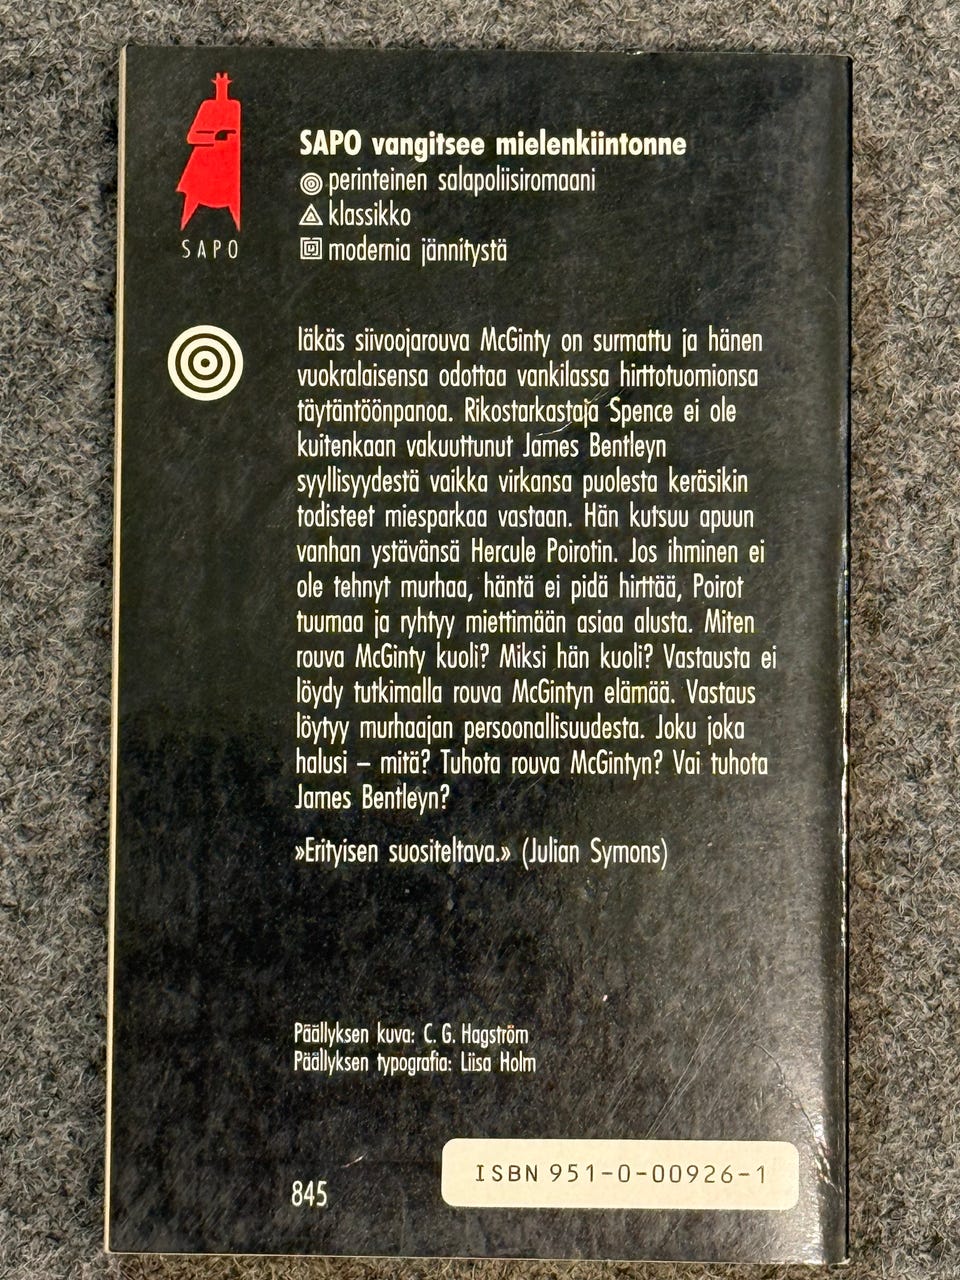 SAPO vangitsee mielenkiintonne
perinteinen salapoliisiromaani
klassikko
modernia jännitystä
SAPO
Iäkäs siivoojarouva McGinty on surmattu ja hänen
vuokralaisensa odottaa vankilassa hirttotuomionsa
täytäntöönpanoa. Rikostarkastaja Spence ei ole
kuitenkaan vakuuttunut James Bentleyn
syyllisyydestä vaikka virkansa puolesta keräsikin
todisteet miesparkaa vastaan. Hän kutsuu apuun
vanhan ystävänsä Hercule Poirotin. Jos ihminen ei
ole tehnyt murhaa, häntä ei pidä hirttää, Poirot
tuumaa ja ryhtyy miettimään asiaa alusta. Miten
rouva McGinty kuoli? Miksi hän kuoli? Vastausta ei
löydy tutkimalla rouva McGintyn elämää. Vastaus
löytyy murhaajan persoonallisuudesta. Joku joka
halusi – mitä? Tuhota rouva McGintyn? Vai tuhota
James Bentleyn?
»Erityisen suositeltava.» (Julian Symons)
Päällyksen kuva: C. G. Hagström
Päällyksen typografia: Liisa Holm
ISBN 951-0-00926-1
845